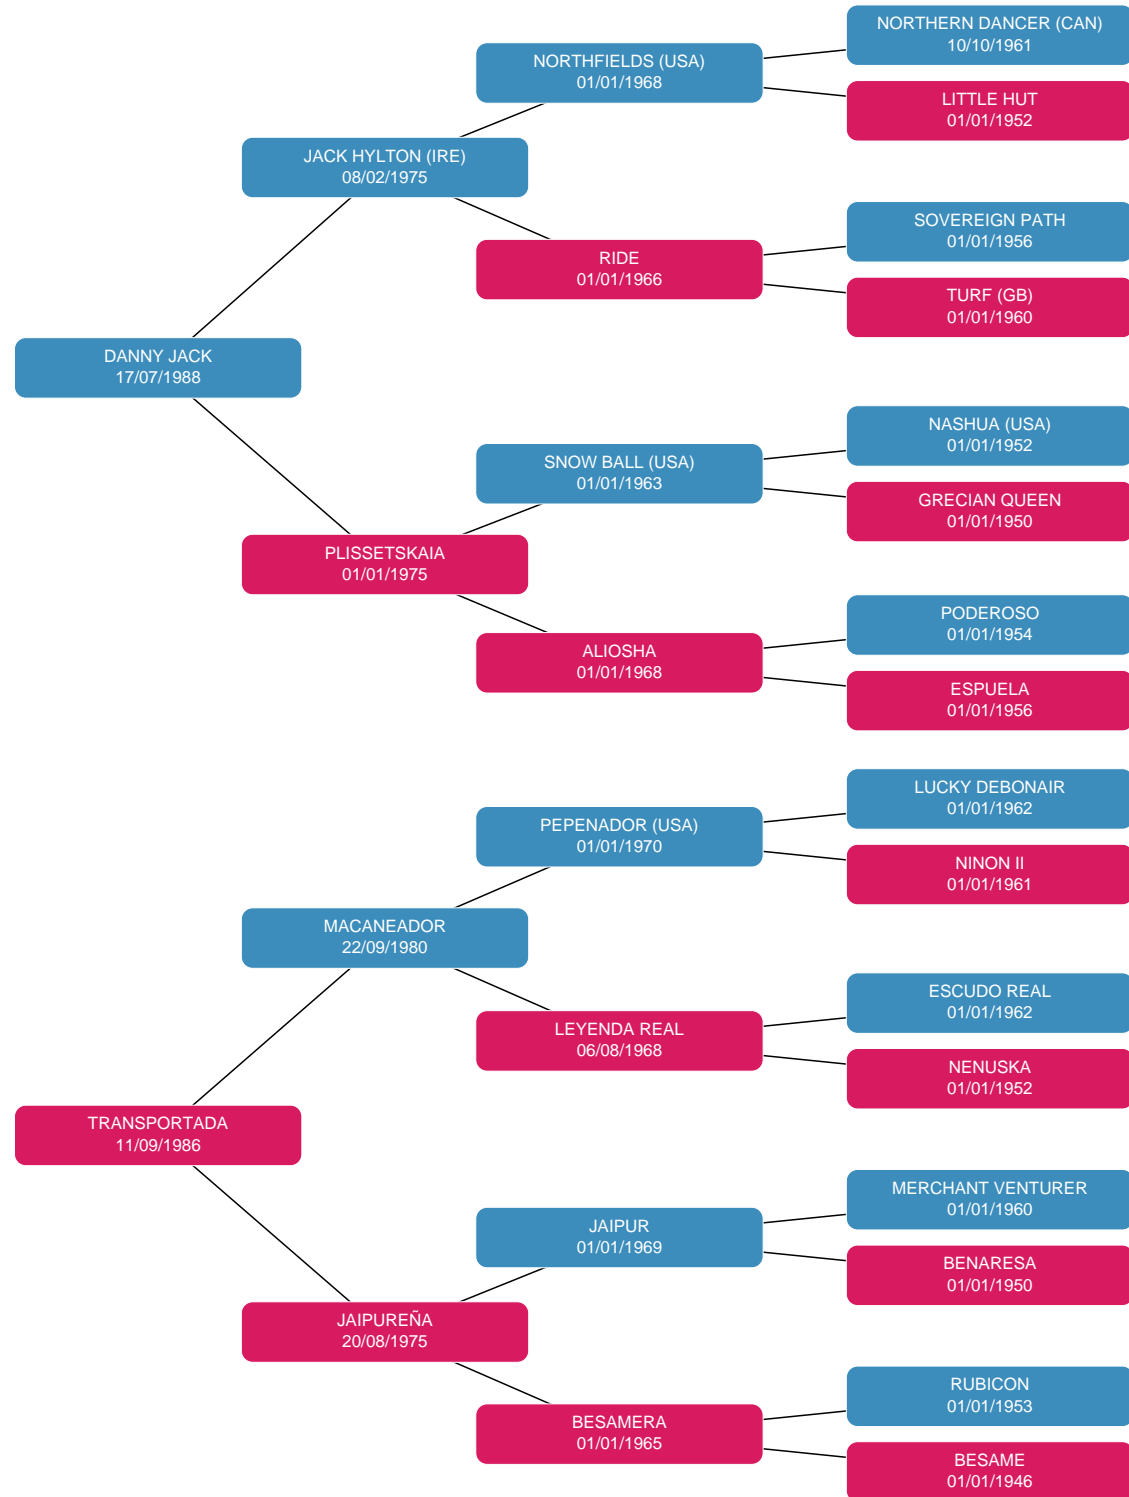 NORTHERN DANCER (CAN)
10/10/1961
NORTHFIELDS (USA)
01/01/1968
LITTLE HUT
01/01/1952
JACK HYLTON (IRE)
08/02/1975
SOVEREIGN PATH
01/01/1956
RIDE
01/01/1966
TURF (GB)
01/01/1960
DANNY JACK
17/07/1988
NASHUA (USA)
01/01/1952
SNOW BALL (USA)
01/01/1963
GRECIAN QUEEN
01/01/1950
PLISSETSKAIA
01/01/1975
PODEROSO
01/01/1954
ALIOSHA
01/01/1968
ESPUELA
01/01/1956
LUCKY DEBONAIR
01/01/1962
PEPENADOR (USA)
01/01/1970
NINON II
01/01/1961
MACANEADOR
22/09/1980
ESCUDO REAL
01/01/1962
LEYENDA REAL
06/08/1968
NENUSKA
01/01/1952
TRANSPORTADA
11/09/1986
MERCHANT VENTURER
01/01/1960
JAIPUR
01/01/1969
BENARESA
01/01/1950
JAIPUREÑA
20/08/1975
RUBICON
01/01/1953
BESAMERA
01/01/1965
BESAME
01/01/1946